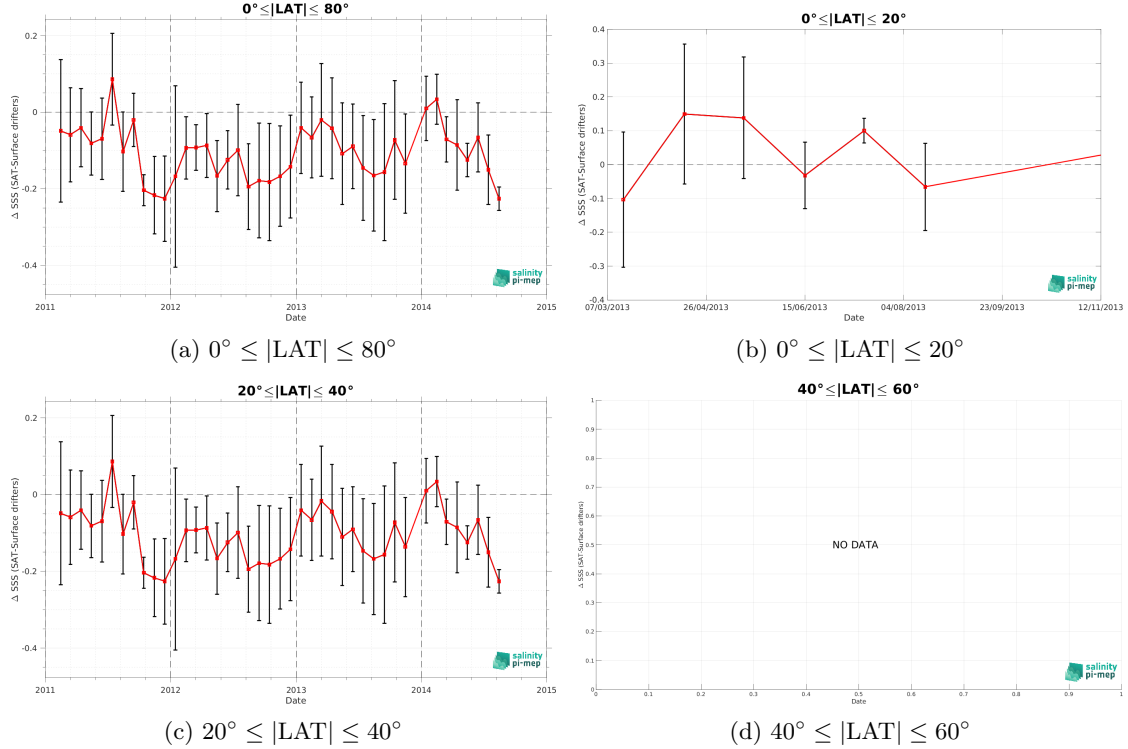 0°≤|LAT|≤ 80°
Δ SSS (SAT-Surface drifters)
0.2
0
-0.2
-0.4
2011
2012
2013
2014
2015
Date
salinity
pi-mep
(a) 0° ≤ |LAT| ≤ 80°
0°≤|LAT|≤ 20°
Δ SSS (SAT-Surface drifters)
0.4
0.3
0.2
0.1
0
-0.1
-0.2
-0.3
-0.4
07/03/2013
26/04/2013
15/06/2013
04/08/2013
23/09/2013
12/11/2013
Date
salinity
pi-mep
(b) 0° ≤ |LAT| ≤ 20°
20°≤|LAT|≤ 40°
Δ SSS (SAT-Surface drifters)
0.2
0
-0.2
-0.4
2011
2012
2013
2014
2015
Date
salinity
pi-mep
(c) 20° ≤ |LAT| ≤ 40°
40°≤|LAT|≤ 60°
Δ SSS (SAT-Surface drifters)
1
0.9
0.8
0.7
0.6
0.5
0.4
0.3
0.2
0.1
0
NO DATA
0
0.1
0.2
0.3
0.4
0.5
0.6
0.7
0.8
0.9
1
Date
salinity
pi-mep
(d) 40° ≤ |LAT| ≤ 60°